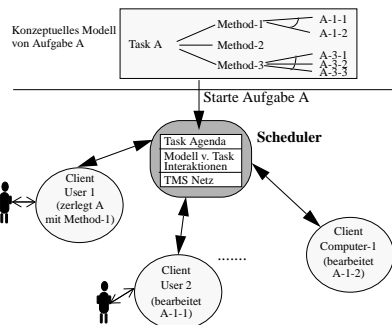 Konzeptuelles Modell
von Aufgabe A
Task A
Method-1
Method-2
Method-3
A-1-1
A-1-2
A-3-1
A-3-2
A-3-3
Starte Aufgabe A
Scheduler
Task Agenda
Modell v. Task
Interaktionen
TMS Netz
Client
User 1
(zerlegt A
mit Method-1)
Client
User 2
(bearbeitet
A-1-1)
.......
Client
Computer-1
(bearbeitet
A-1-2)